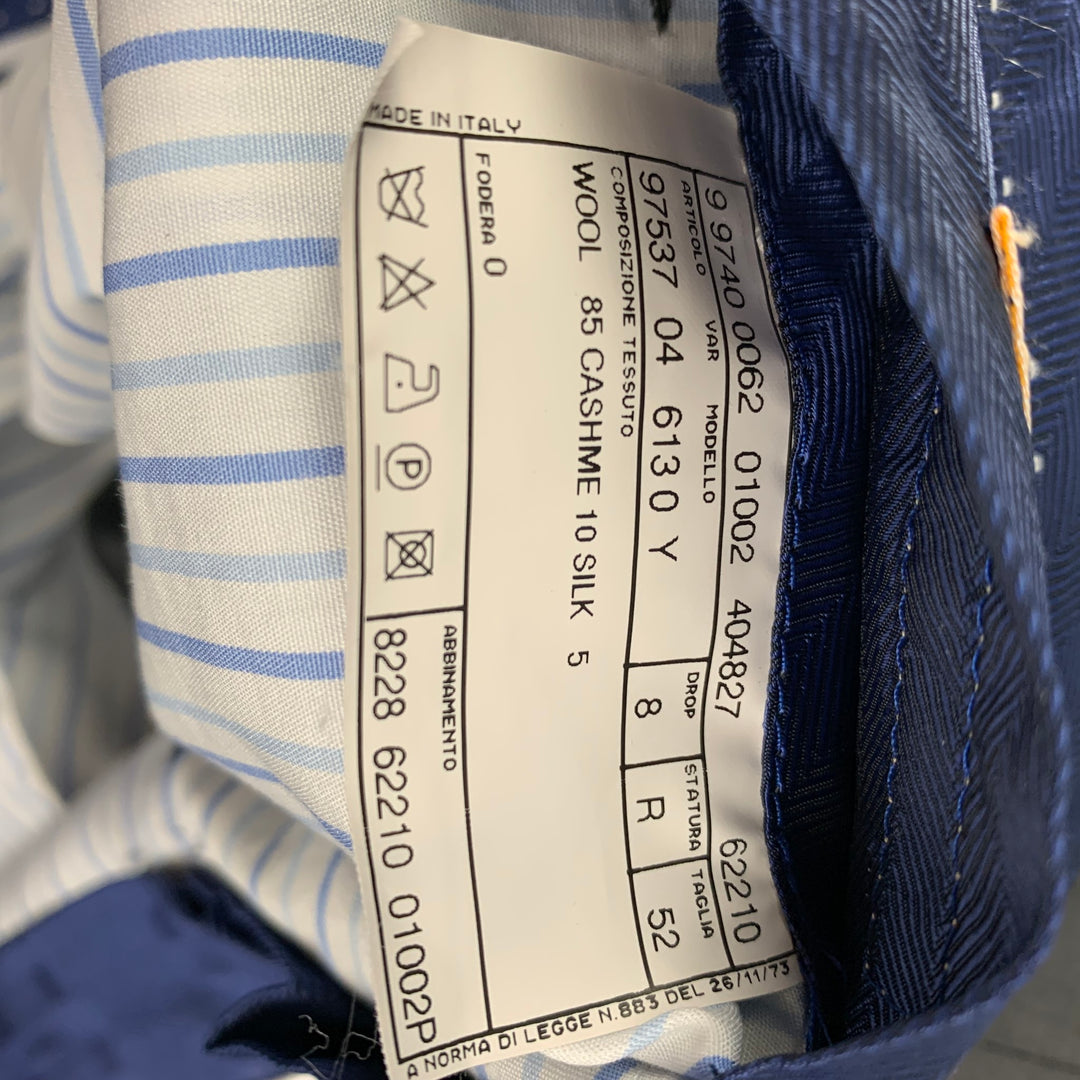 9 9740 0062 01002 404827 62210
ARTICOLO VAR MODELLO DROP STATURA TAGLIA
97537 04 6130 Y 8 R 52
COMPOSIZIONE TESSUTO
WOOL 85 CASHME 10 SILK 5
FODERA 0
ABBINAMENTO
8228 62210 01002P
MADE IN ITALY
A NORMA DI LEGGE N.883 DEL 26/11/73
P